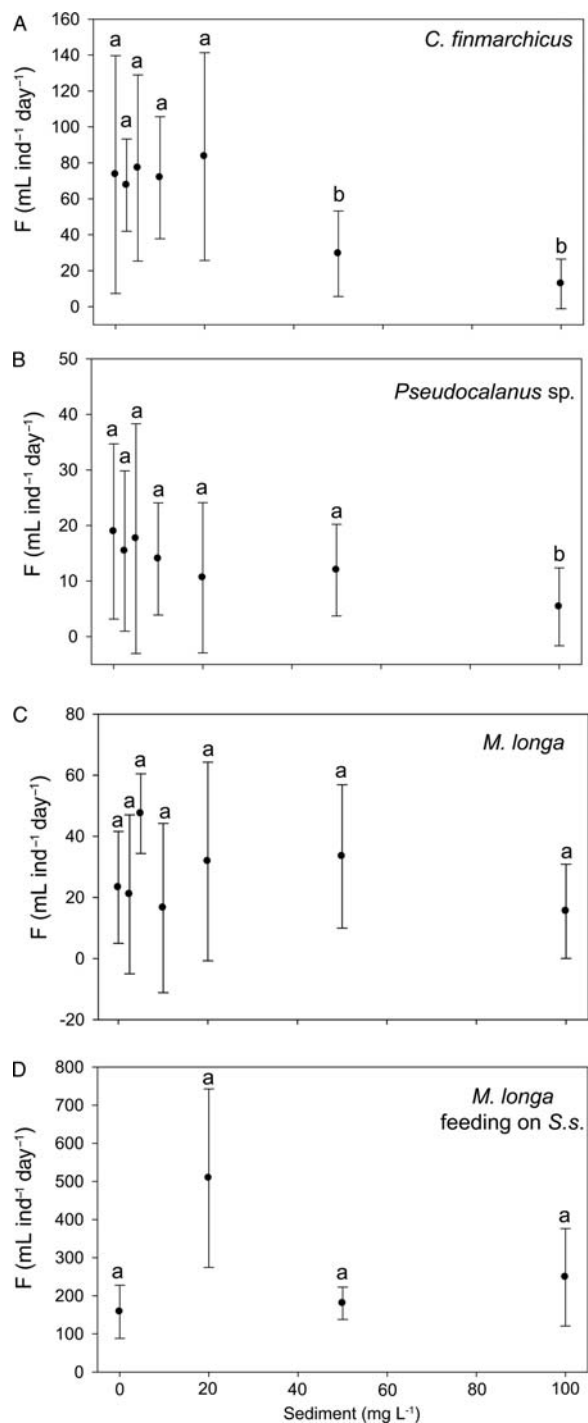 A
C. finmarchicus
F (mL ind⁻¹ day⁻¹)
160
140
120
100
80
60
40
20
0
a
a
a
a
a
b
b
B
Pseudocalanus sp.
F (mL ind⁻¹ day⁻¹)
50
40
30
20
10
0
a
a
a
a
a
a
b
C
M. longa
F (mL ind⁻¹ day⁻¹)
80
60
40
20
0
-20
a
a
a
a
a
a
a
D
M. longa
feeding on S.s.
F (mL ind⁻¹ day⁻¹)
800
700
600
500
400
300
200
100
0
a
a
a
a
0 20 40 60 80 100
Sediment (mg L⁻¹)